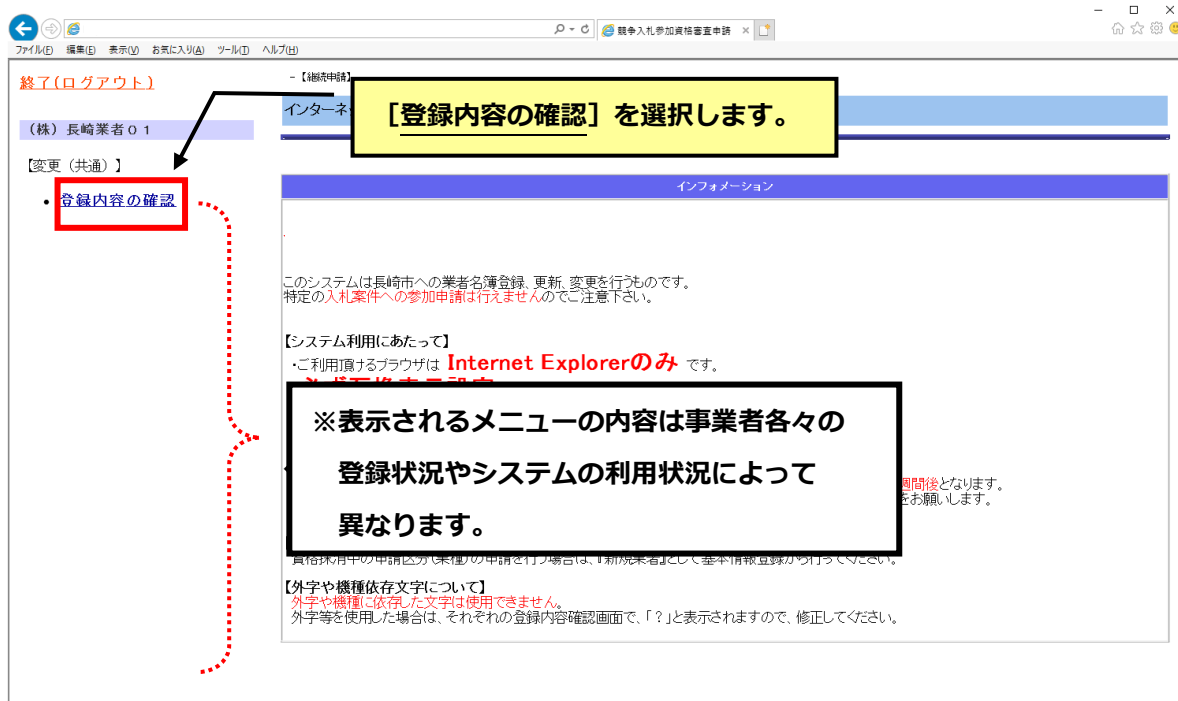 競争入札参加資格審査申請
ファイル(F) 編集(E) 表示(V) お気に入り(A) ツール(T) ヘルプ(H)
終了(ログアウト)
-【継続申請】
インターネッ
[登録内容の確認]を選択します。
(株)長崎業者01
【変更(共通)】
・登録内容の確認
インフォメーション
このシステムは長崎市への業者名簿登録、更新、変更を行うものです。
特定の入札案件への参加申請は行えませんのでご注意下さい。
【システム利用にあたって】
・ご利用頂けるブラウザは Internet Explorerのみ です。
※表示されるメニューの内容は事業者各々の
登録状況やシステムの利用状況によって
異なります。
週間後となります。
をお願いします。
資格抹消中の申請区分(業種)の申請を行う場合は、『新規業者』として基本情報登録から行ってください。
【外字や機種依存文字について】
外字や機種に依存した文字は使用できません。
外字等を使用した場合は、それぞれの登録内容確認画面で、「?」と表示されますので、修正してください。